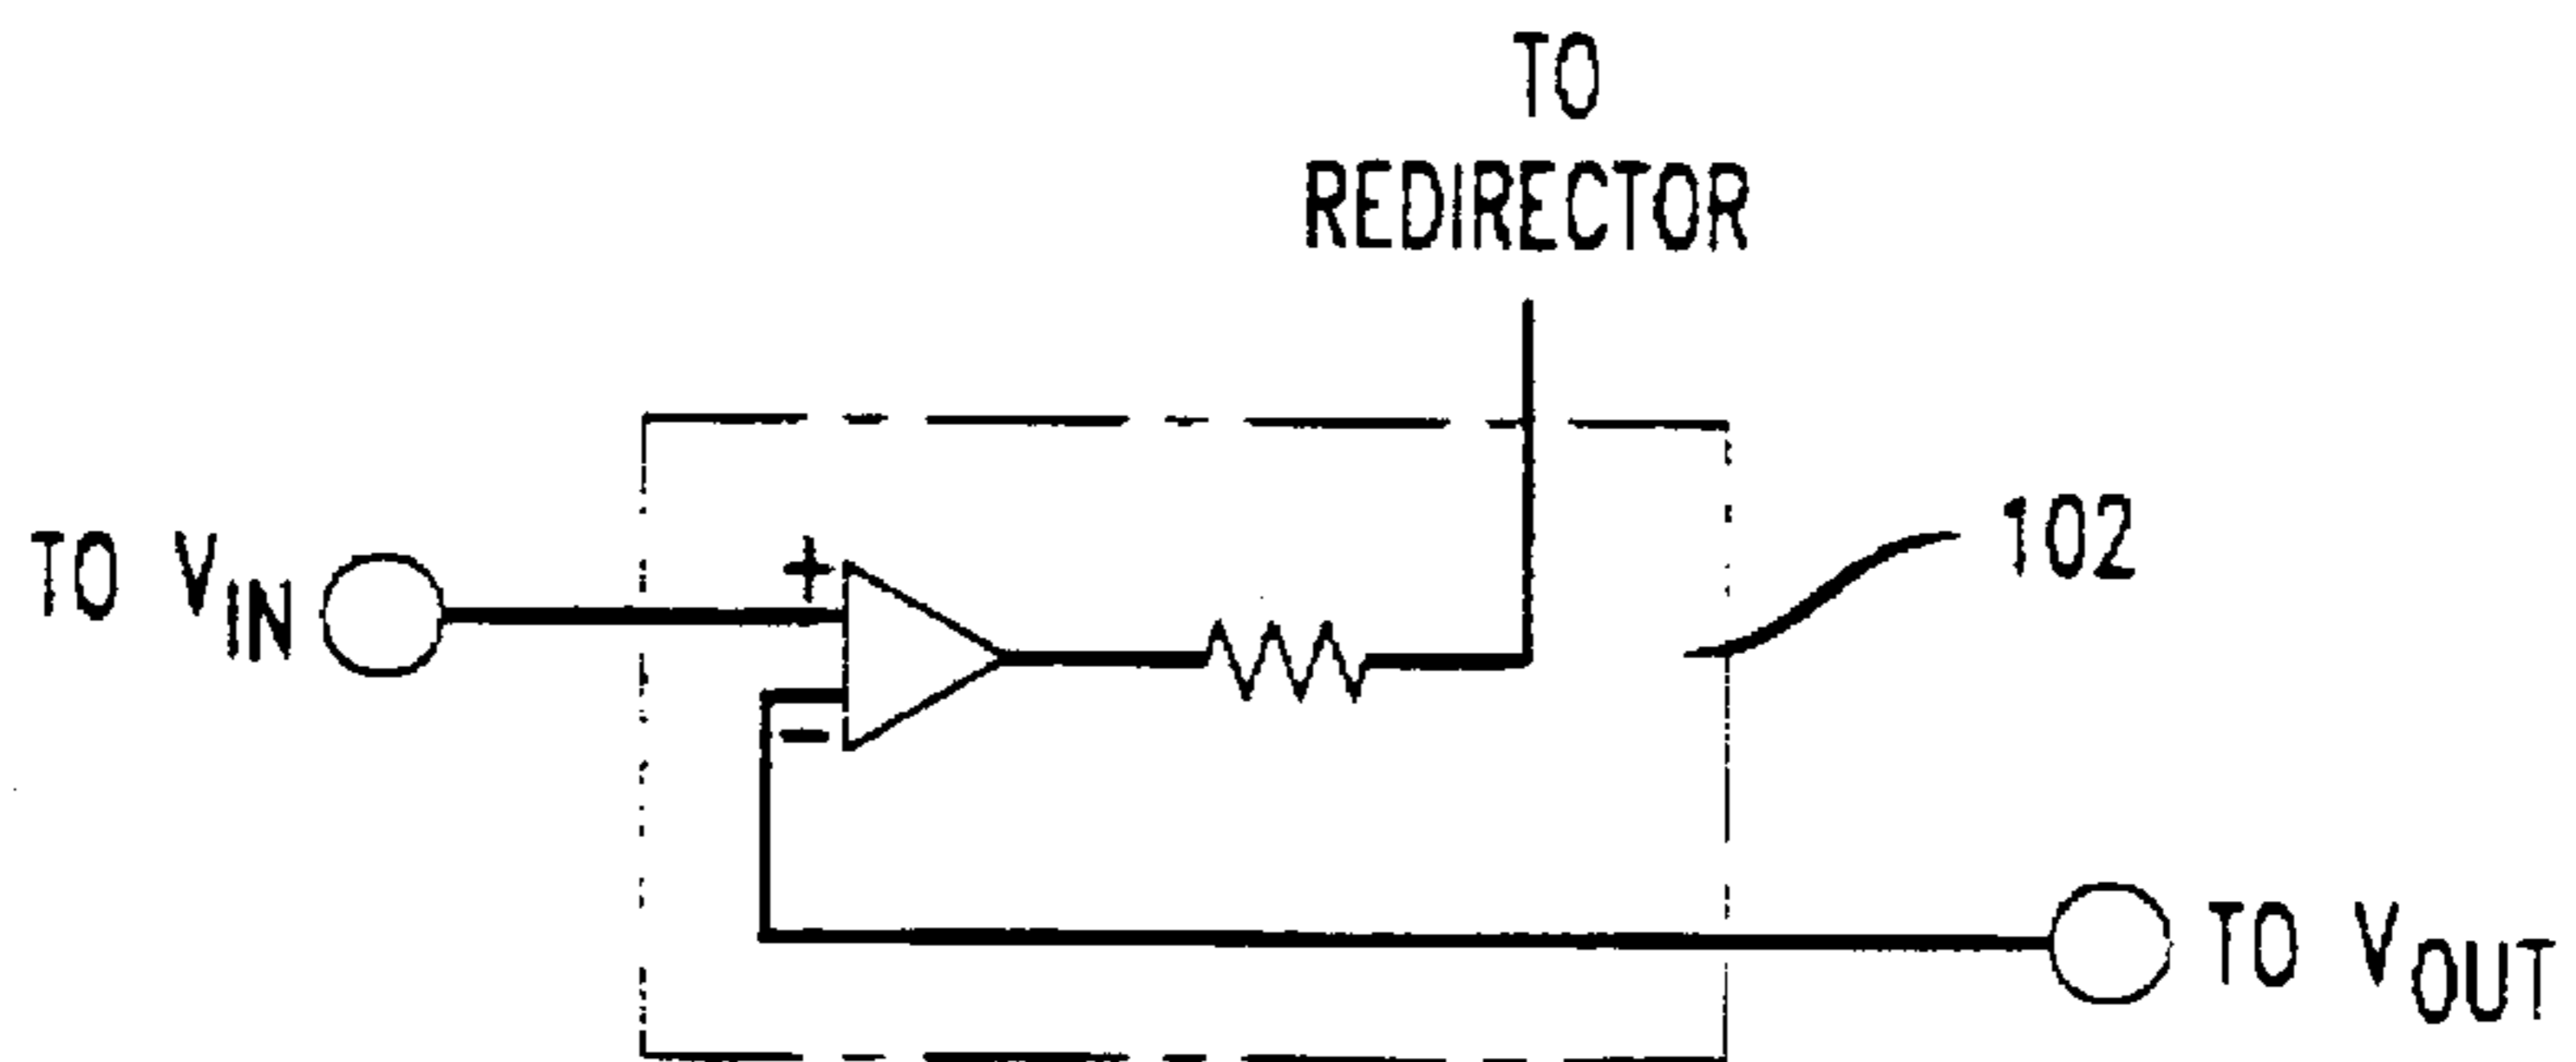 TO
REDIRECTOR
102
TO VIN
+
-
TO VOUT